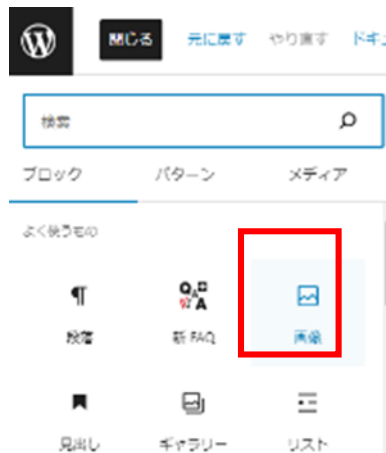 閉じる 元に戻す やり直す ドキュ
検索
ブロック パターン メディア
よく使うもの
段落 新 FAQ 画像
見出し ギャラリー リスト